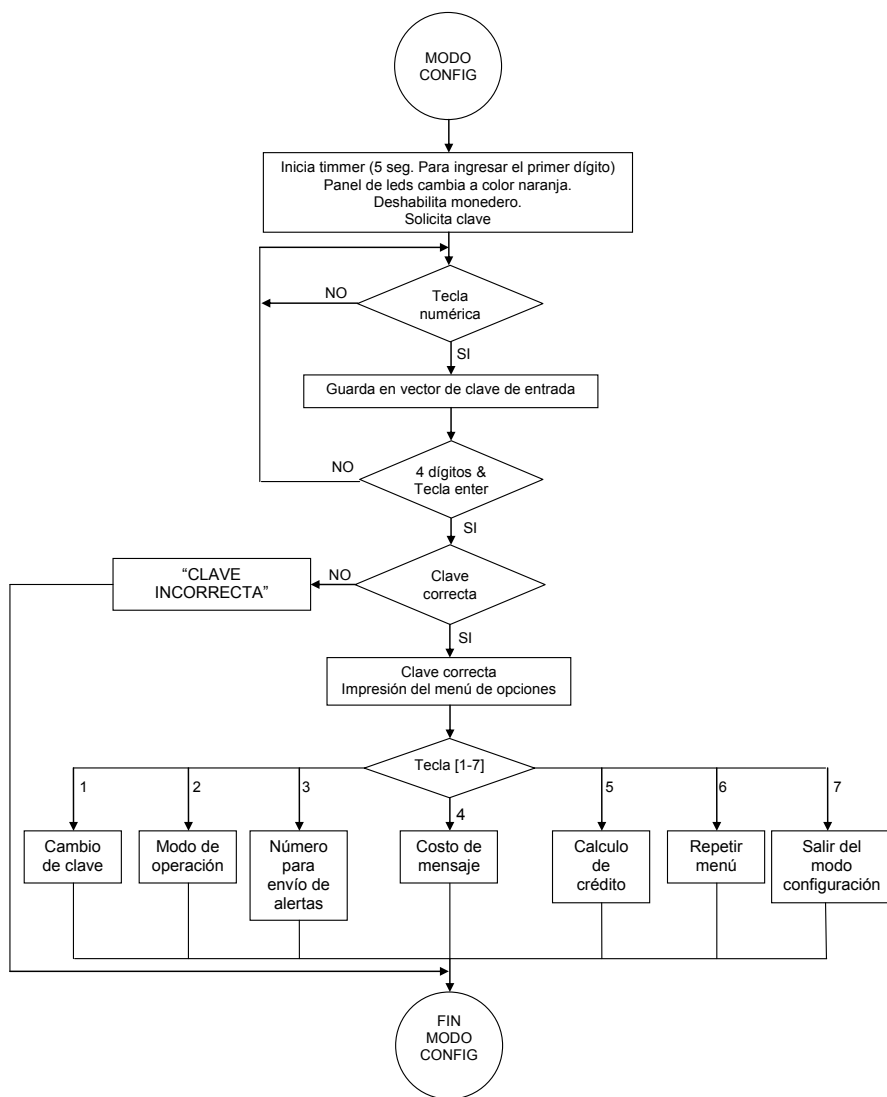 MODO
CONFIG
Inicia timmer (5 seg. Para ingresar el primer dígito)
Panel de leds cambia a color naranja.
Deshabilita monedero.
Solicita clave
NO
Tecla
numérica
SI
Guarda en vector de clave de entrada
NO
4 dígitos &
Tecla enter
SI
“CLAVE
INCORRECTA”
NO
Clave
correcta
SI
Clave correcta
Impresión del menú de opciones
Tecla [1-7]
1
2
3
4
5
6
7
Cambio
de clave
Modo de
operación
Número
para
envío de
alertas
Costo de
mensaje
Calculo
de
crédito
Repetir
menú
Salir del
modo
configuración
FIN
MODO
CONFIG